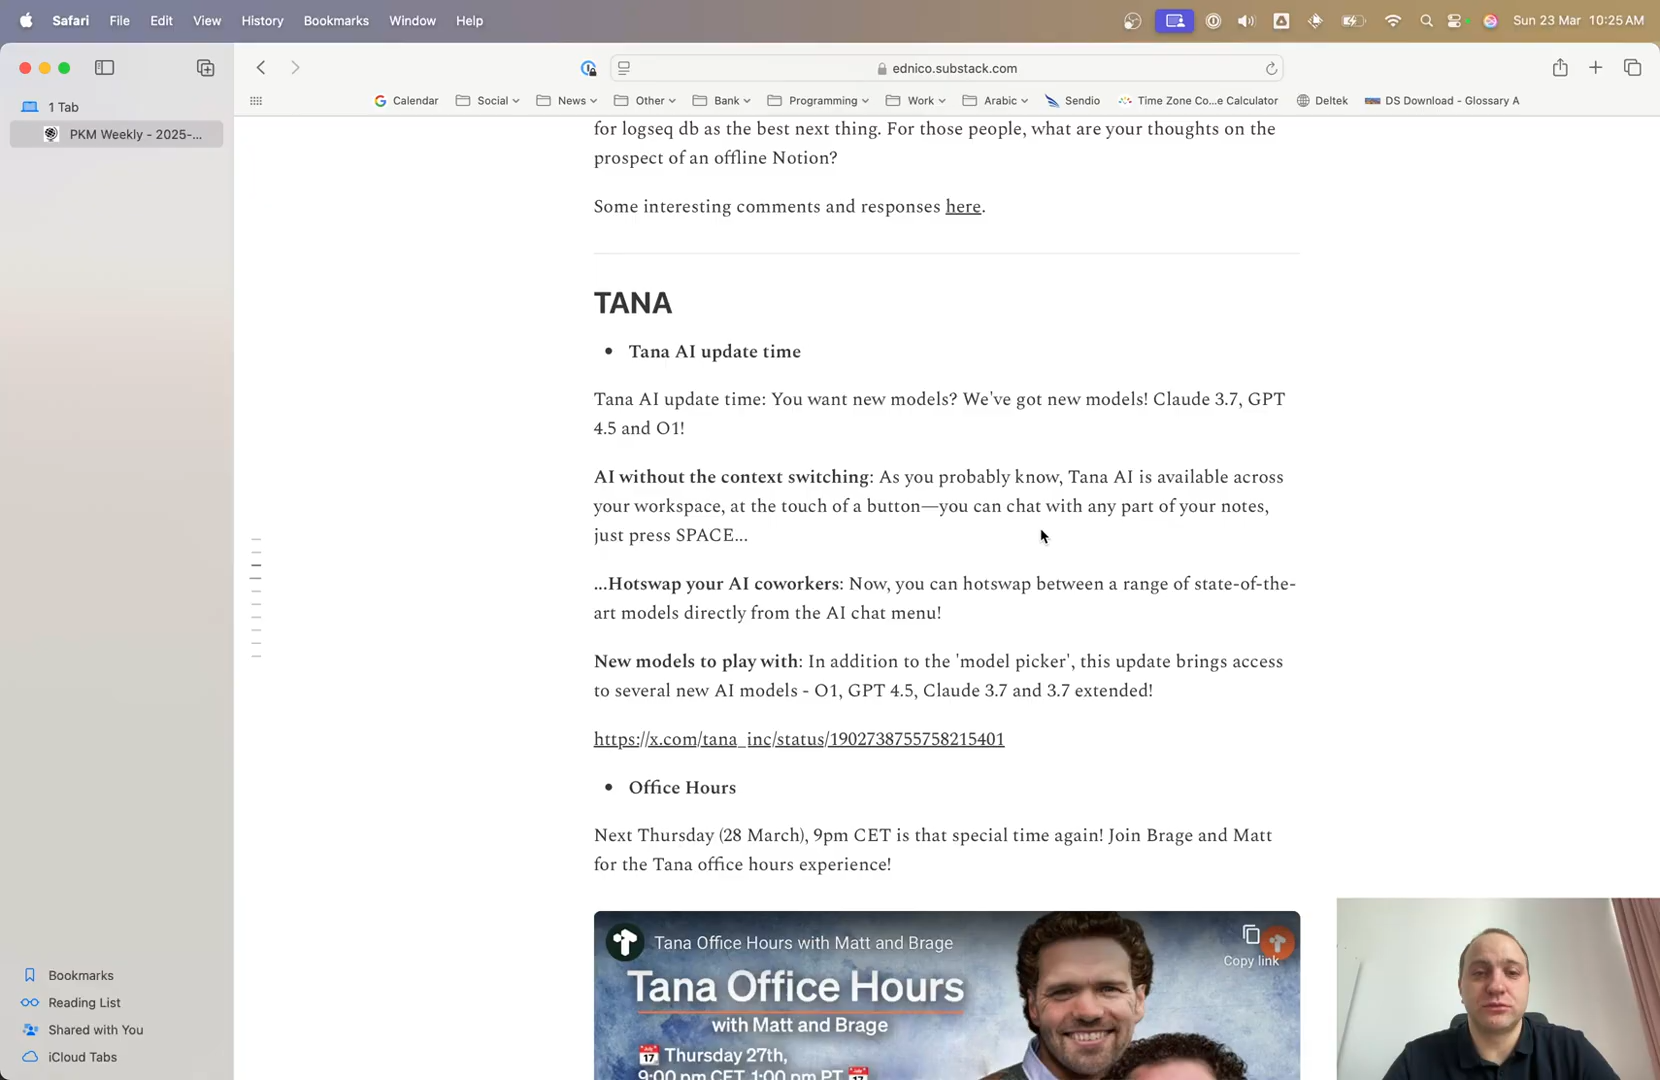 Safari File Edit View History Bookmarks Window Help
Sun 23 Mar 10:25 AM
ednico.substack.com
Calendar Social News Other Bank Programming Work Arabic Sendio Time Zone Co...e Calculator Deltek DS Download - Glossary A
1 Tab
PKM Weekly - 2025-...
for logseq db as the best next thing. For those people, what are your thoughts on the
prospect of an offline Notion?
Some interesting comments and responses here.
TANA
• Tana AI update time
Tana AI update time: You want new models? We've got new models! Claude 3.7, GPT
4.5 and O1!
AI without the context switching: As you probably know, Tana AI is available across
your workspace, at the touch of a button—you can chat with any part of your notes,
just press SPACE...
...Hotswap your AI coworkers: Now, you can hotswap between a range of state-of-the-
art models directly from the AI chat menu!
New models to play with: In addition to the 'model picker', this update brings access
to several new AI models - O1, GPT 4.5, Claude 3.7 and 3.7 extended!
https://x.com/tana_inc/status/1902738755758215401
• Office Hours
Next Thursday (28 March), 9pm CET is that special time again! Join Brage and Matt
for the Tana office hours experience!
Tana Office Hours with Matt and Brage
Copy link
Tana Office Hours
with Matt and Brage
Thursday 27th,
9:00 pm CET, 1:00 pm PT
Bookmarks
Reading List
Shared with You
iCloud Tabs